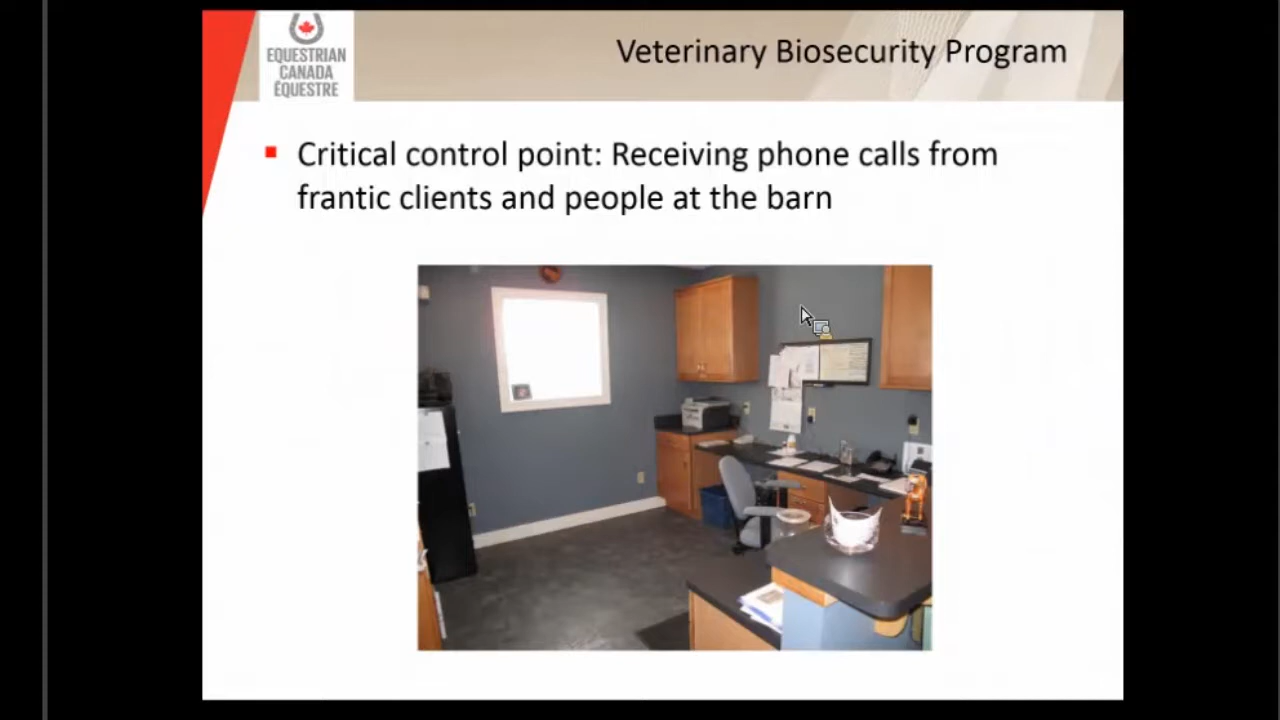 EQUESTRIAN
CANADA
ÉQUESTRE
Veterinary Biosecurity Program
Critical control point: Receiving phone calls from
frantic clients and people at the barn